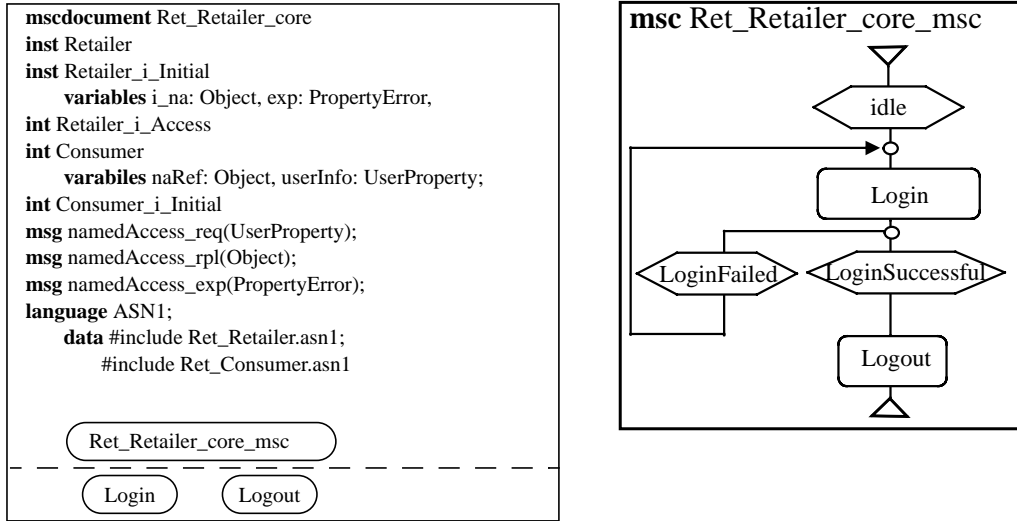 mscdocument Ret_Retailer_core
inst Retailer
inst Retailer_i_Initial
variables i_na: Object, exp: PropertyError,
int Retailer_i_Access
int Consumer
varabiles naRef: Object, userInfo: UserProperty;
int Consumer_i_Initial
msg namedAccess_req(UserProperty);
msg namedAccess_rpl(Object);
msg namedAccess_exp(PropertyError);
language ASN1;
data #include Ret_Retailer.asn1;
#include Ret_Consumer.asn1
Ret_Retailer_core_msc
Login
Logout
msc Ret_Retailer_core_msc
idle
Login
LoginFailed
LoginSuccessful
Logout